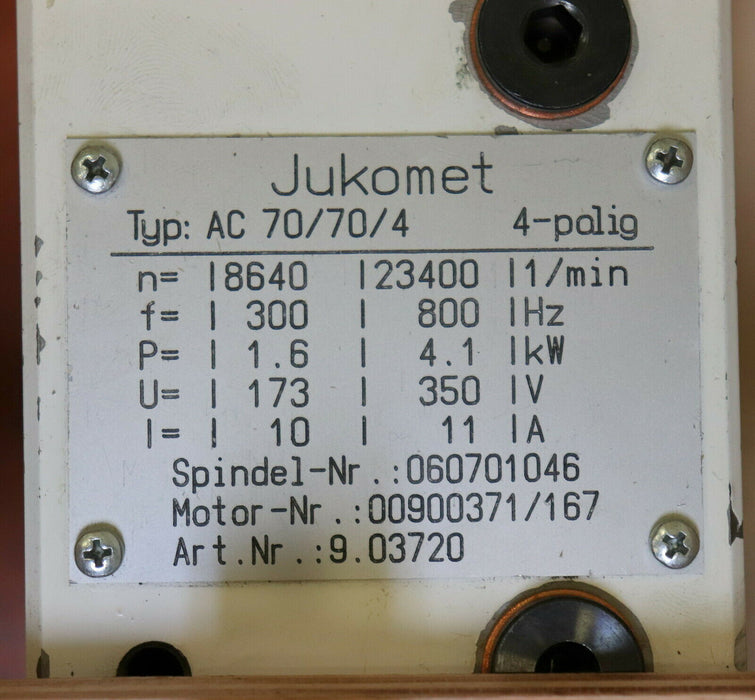 Jukomet
Typ: AC 70/70/4 4-polig
n= |8640 |23400 |1/min
f= | 300 | 800 |Hz
P= | 1.6 | 4.1 |kW
U= | 173 | 350 |V
I= | 10 | 11 |A
Spindel-Nr.:060701046
Motor-Nr.:00900371/167
Art.Nr.:9.03720